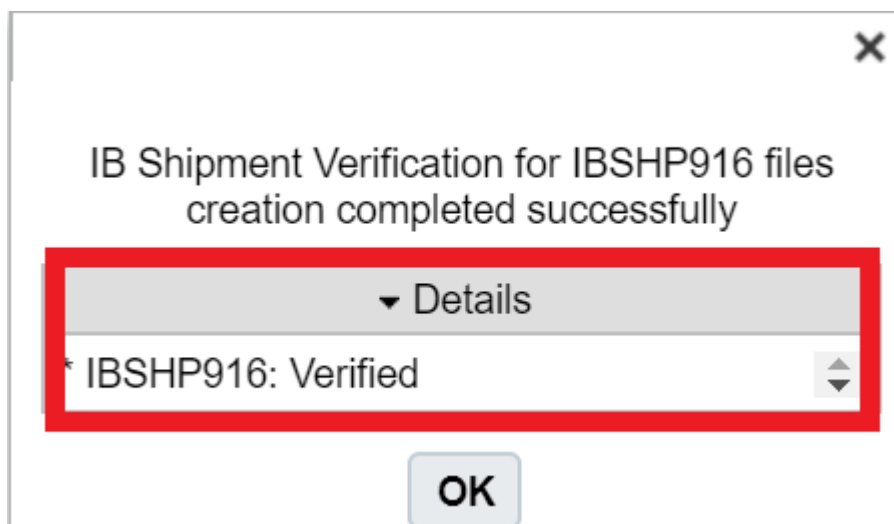 IB Shipment Verification for IBSHP916 files
creation completed successfully
Details
* IBSHP916: Verified
OK